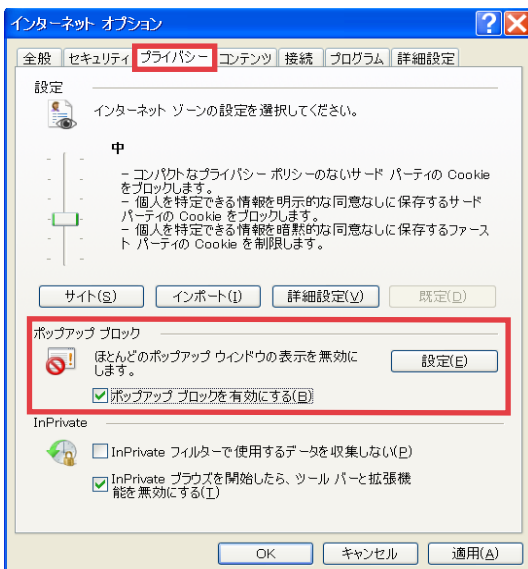 インターネット オプション
全般 セキュリティ プライバシー コンテンツ 接続 プログラム 詳細設定
設定
インターネット ゾーンの設定を選択してください。
中
- コンパクトなプライバシー ポリシーのないサード パーティの Cookie
をブロックします。
- 個人を特定できる情報を明示的な同意なしに保存するサード
パーティの Cookie をブロックします。
- 個人を特定できる情報を暗黙的な同意なしに保存するファース
ト パーティの Cookie を制限します。
サイト(S) インポート(I) 詳細設定(V) 既定(D)
ポップアップ ブロック
ほとんどのポップアップ ウィンドウの表示を無効に
します。
設定(E)
ポップアップ ブロックを有効にする(B)
InPrivate
InPrivate フィルターで使用するデータを収集しない(P)
InPrivate ブラウズを開始したら、ツール バーと拡張機
能を無効にする(T)
OK キャンセル 適用(A)